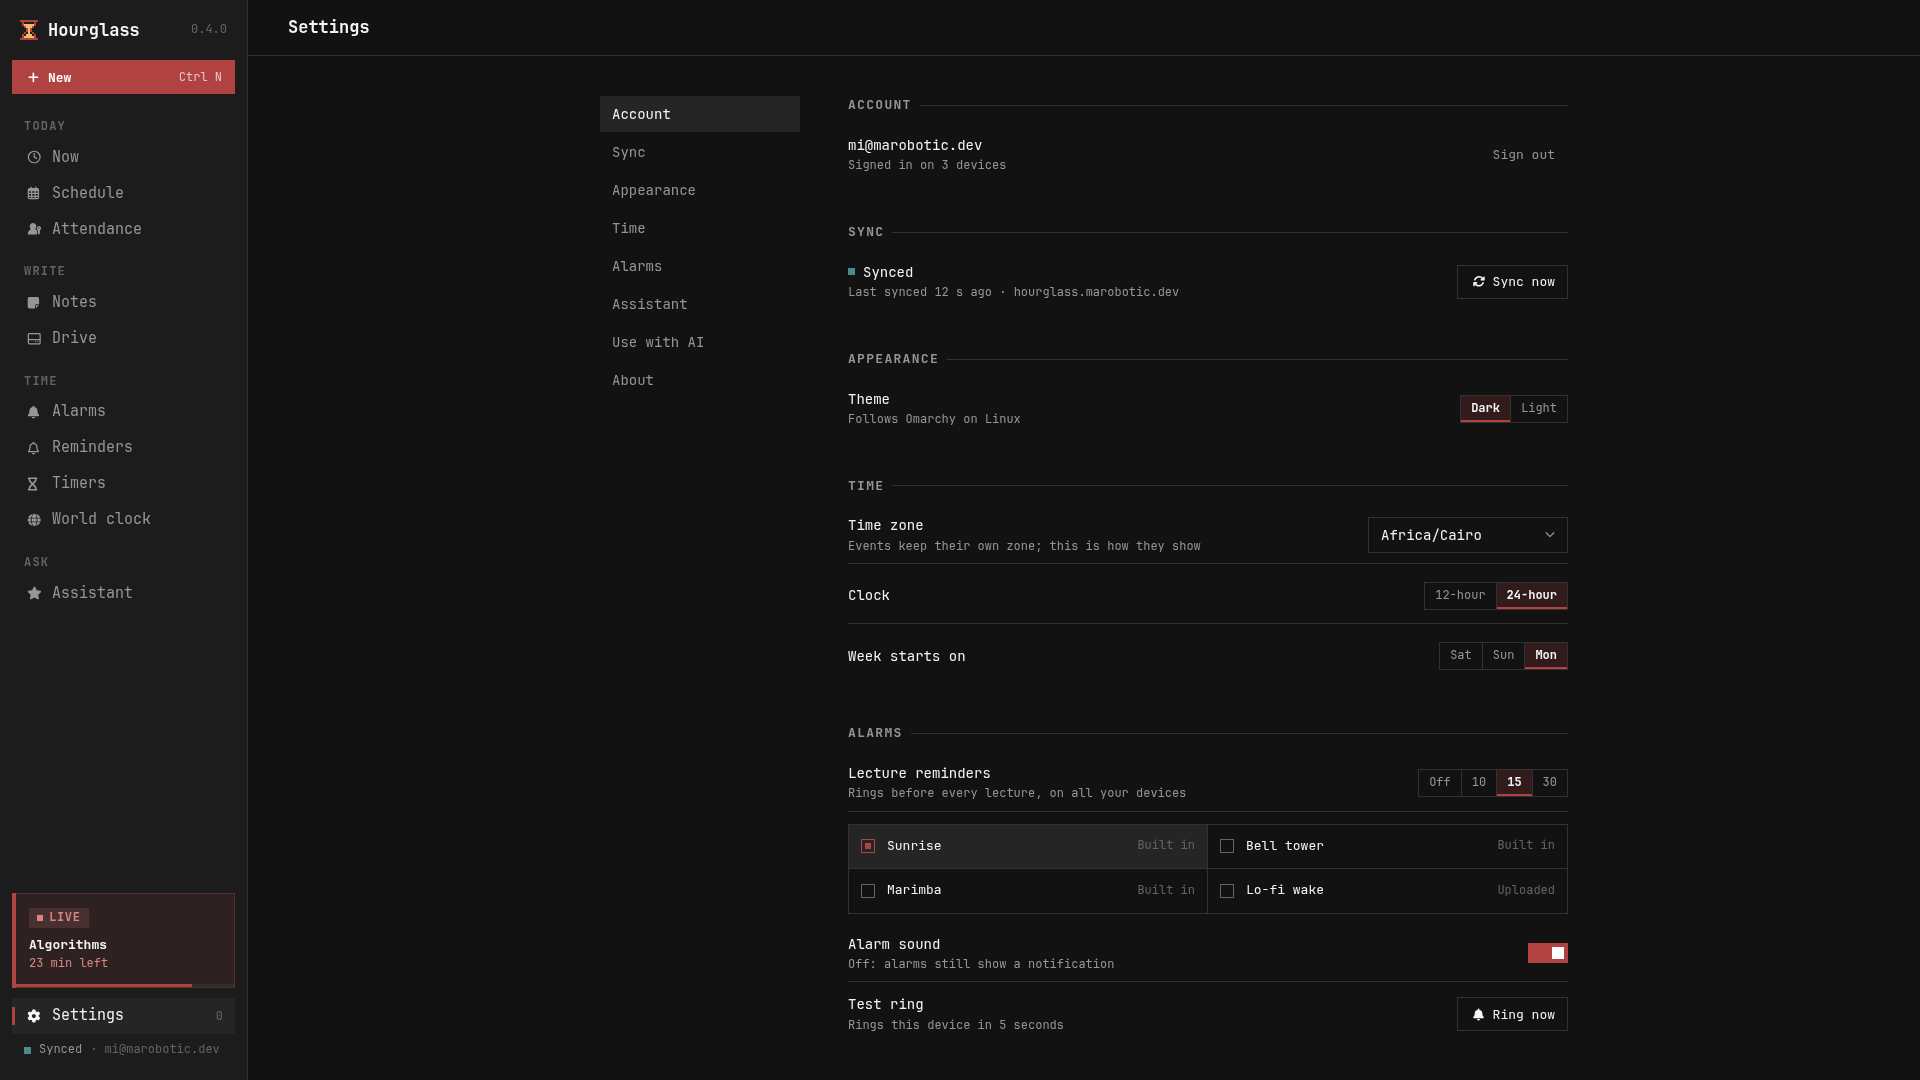 Hourglass 0.4.0
New Ctrl N
TODAY
Now
Schedule
Attendance
WRITE
Notes
Drive
TIME
Alarms
Reminders
Timers
World clock
ASK
Assistant
LIVE
Algorithms
23 min left
Settings 0
Synced · mi@marobotic.dev
Settings
Account
Sync
Appearance
Time
Alarms
Assistant
Use with AI
About
ACCOUNT
mi@marobotic.dev
Signed in on 3 devices
Sign out
SYNC
Synced
Last synced 12 s ago · hourglass.marobotic.dev
Sync now
APPEARANCE
Theme
Follows Omarchy on Linux
Dark Light
TIME
Time zone
Events keep their own zone; this is how they show
Africa/Cairo
Clock
12-hour 24-hour
Week starts on
Sat Sun Mon
ALARMS
Lecture reminders
Rings before every lecture, on all your devices
Off 10 15 30
Sunrise Built in
Bell tower Built in
Marimba Built in
Lo-fi wake Uploaded
Alarm sound
Off: alarms still show a notification
Test ring
Rings this device in 5 seconds
Ring now